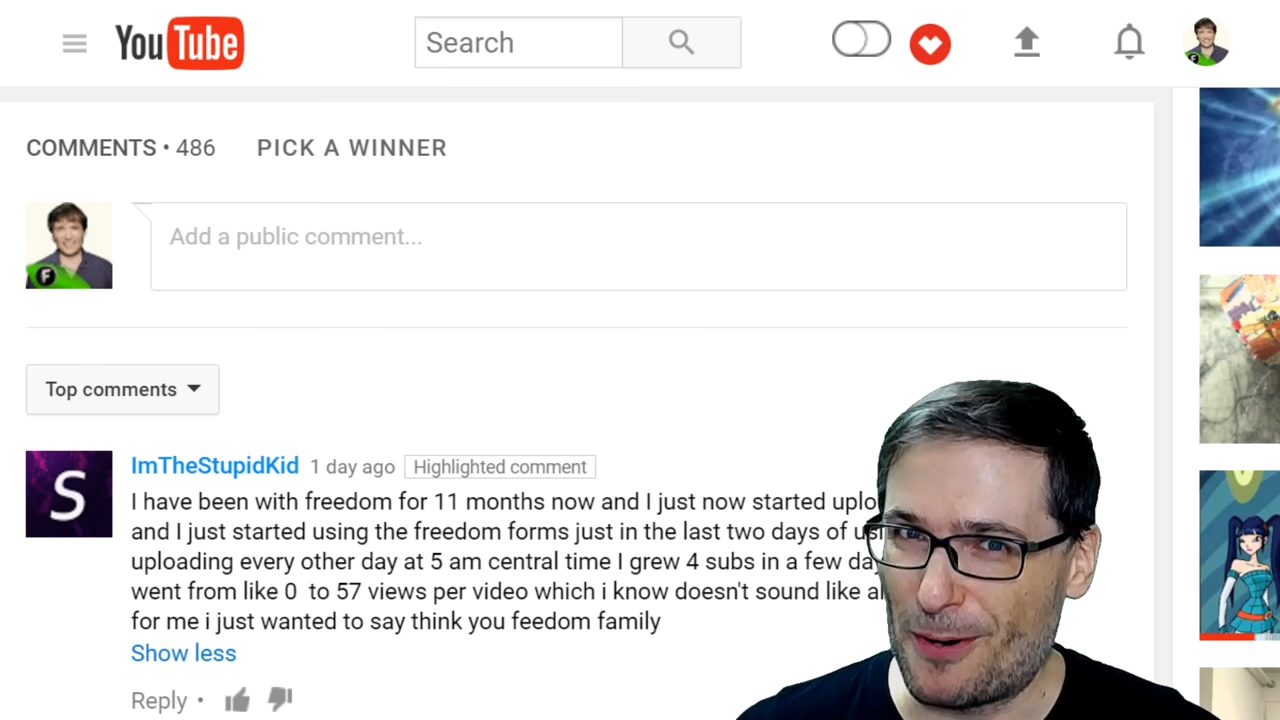 YouTube
Search
COMMENTS • 486 PICK A WINNER
Add a public comment...
F
Top comments
S
ImTheStupidKid 1 day ago Highlighted comment
I have been with freedom for 11 months now and I just now started
and I just started using the freedom forms just in the last two days of
uploading every other day at 5 am central time I grew 4 subs in a few
went from like 0 to 57 views per video which i know doesn't sound like
for me i just wanted to say think you feedom family
Show less
Reply •